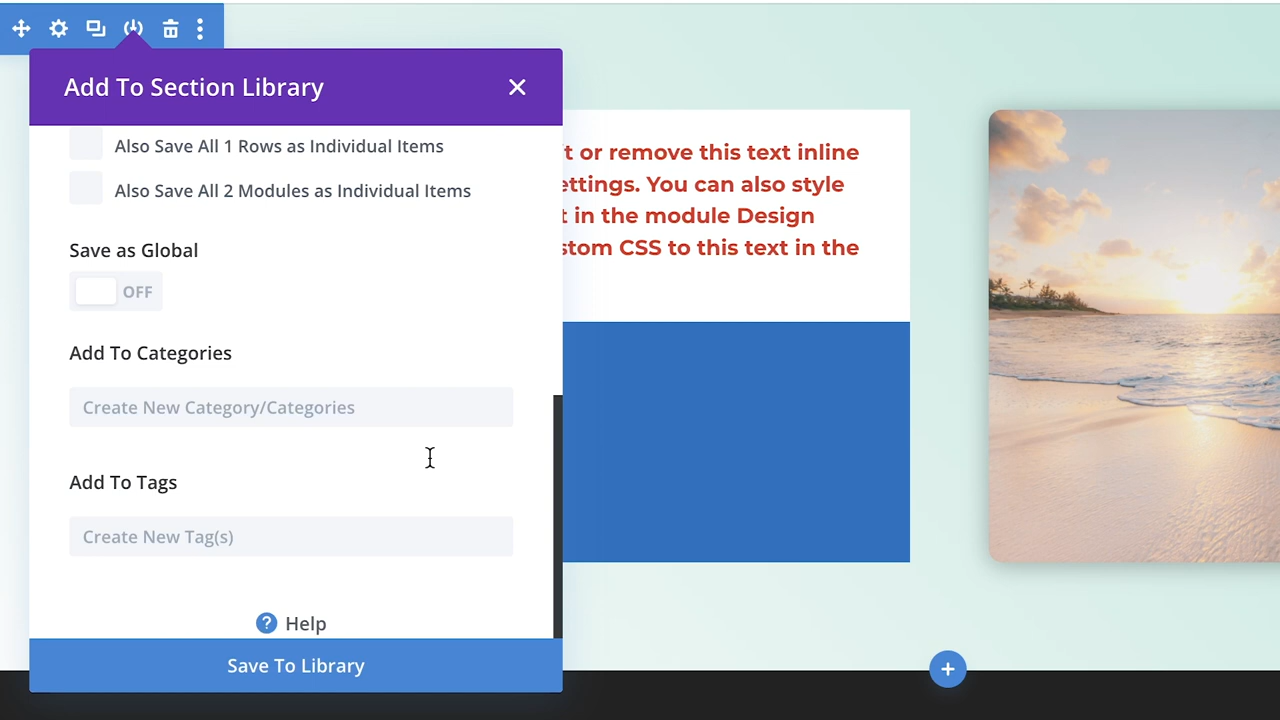 Add To Section Library
Also Save All 1 Rows as Individual Items
Also Save All 2 Modules as Individual Items
Save as Global
OFF
Add To Categories
Create New Category/Categories
Add To Tags
Create New Tag(s)
? Help
Save To Library
t or remove this text inline
ettings. You can also style
t in the module Design
stom CSS to this text in the